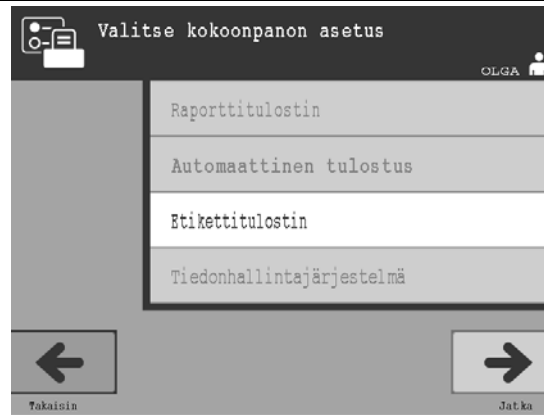 Valitse kokoonpanon asetus
OLGA
Raporttitulostin
Automaattinen tulostus
Etikettitulostin
Tiedonhallintajärjestelmä
Takaisin
Jatka